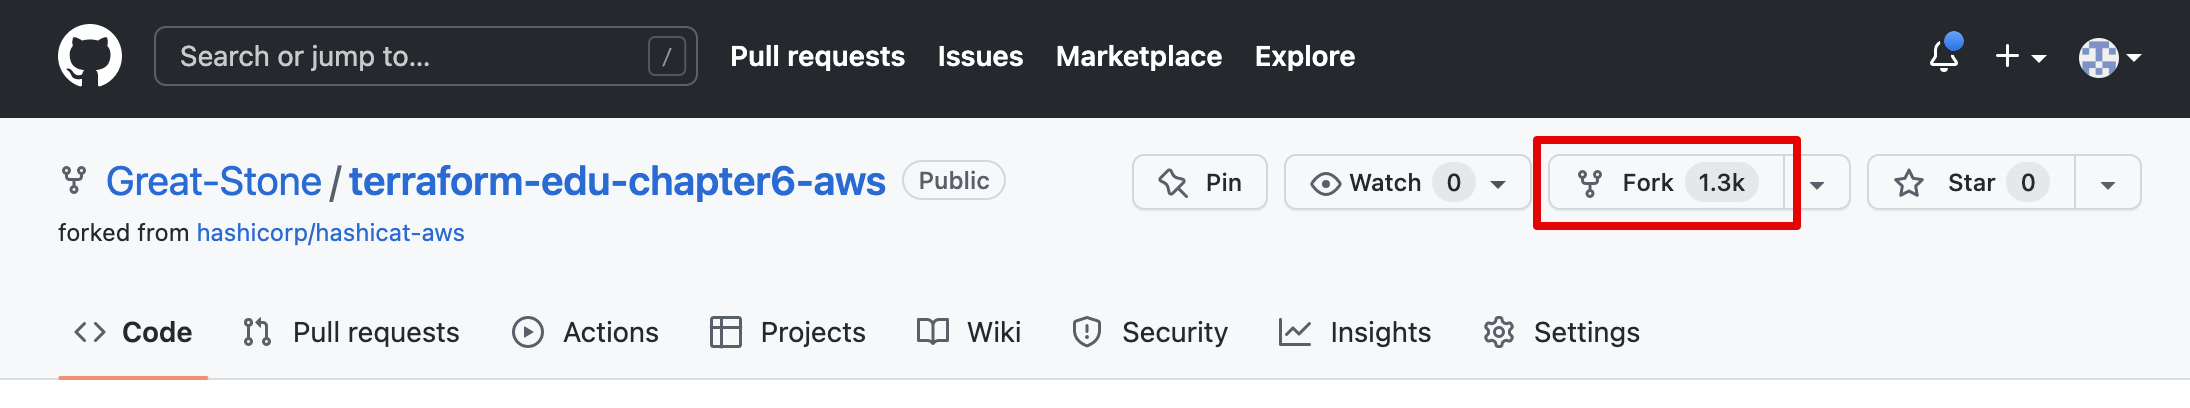 Search or jump to... / Pull requests Issues Marketplace Explore
Great-Stone / terraform-edu-chapter6-aws Public Pin Watch 0 Fork 1.3k Star 0
forked from hashicorp/hashicat-aws
Code Pull requests Actions Projects Wiki Security Insights Settings